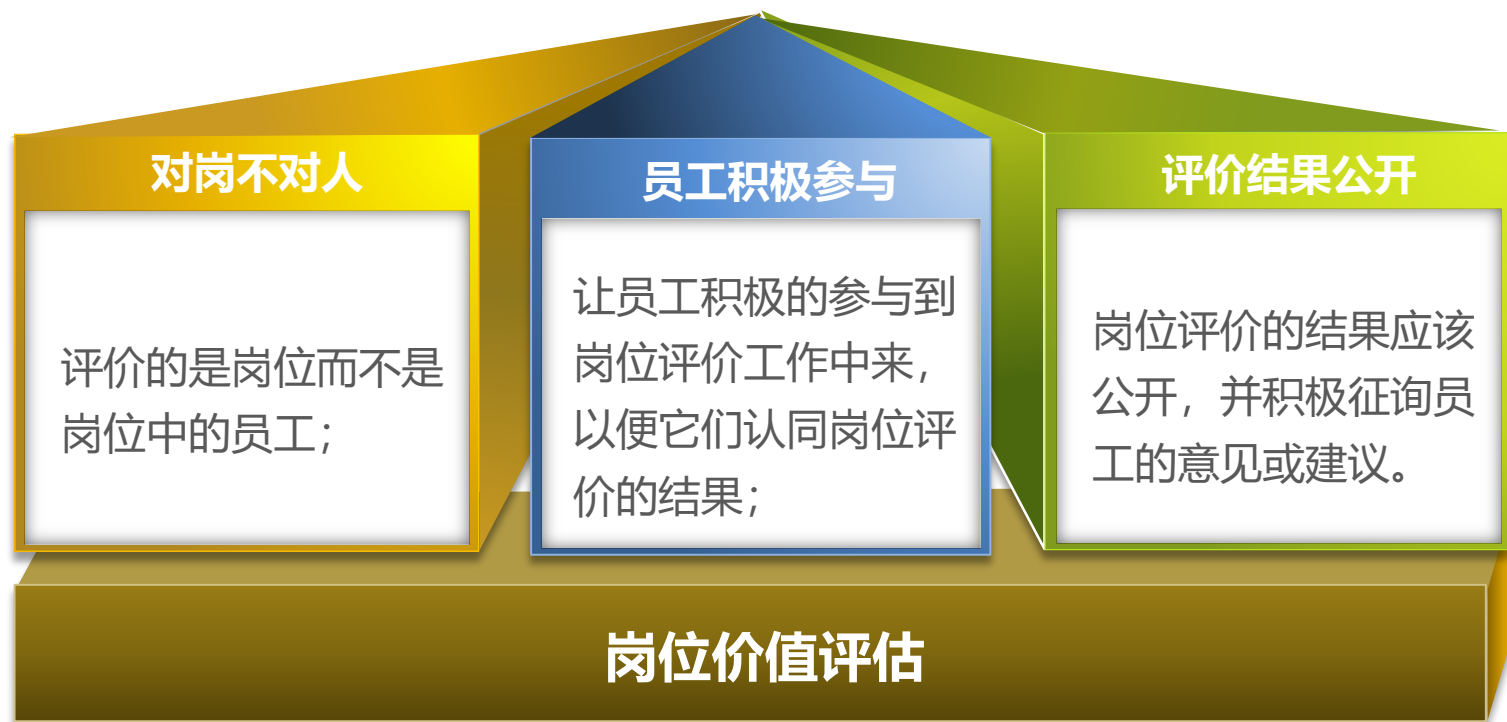 对岗不对人
评价的是岗位而不是
岗位中的员工；
员工积极参与
让员工积极的参与到
岗位评价工作中来，
以便它们认同岗位评
价的结果；
评价结果公开
岗位评价的结果应该
公开，并积极征询员
工的意见或建议。
岗位价值评估